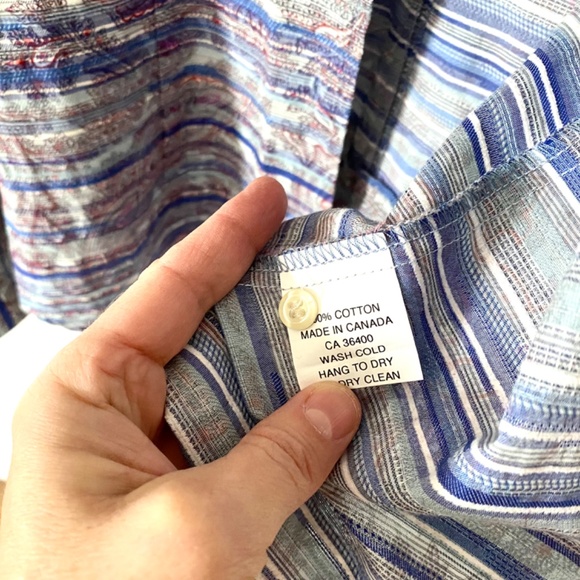 0% COTTON
MADE IN CANADA
CA 36400
WASH COLD
HANG TO DRY
DRY CLEAN